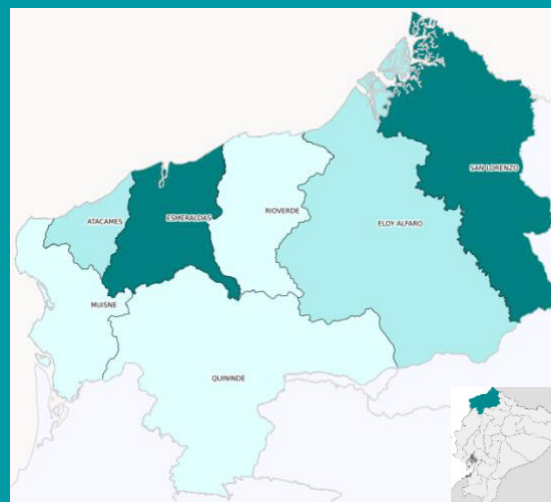 SAN LORENZO
RIOVERDE
ATACAMES
ESMERALDAS
ELOY ALFARO
MUISNE
QUININDE